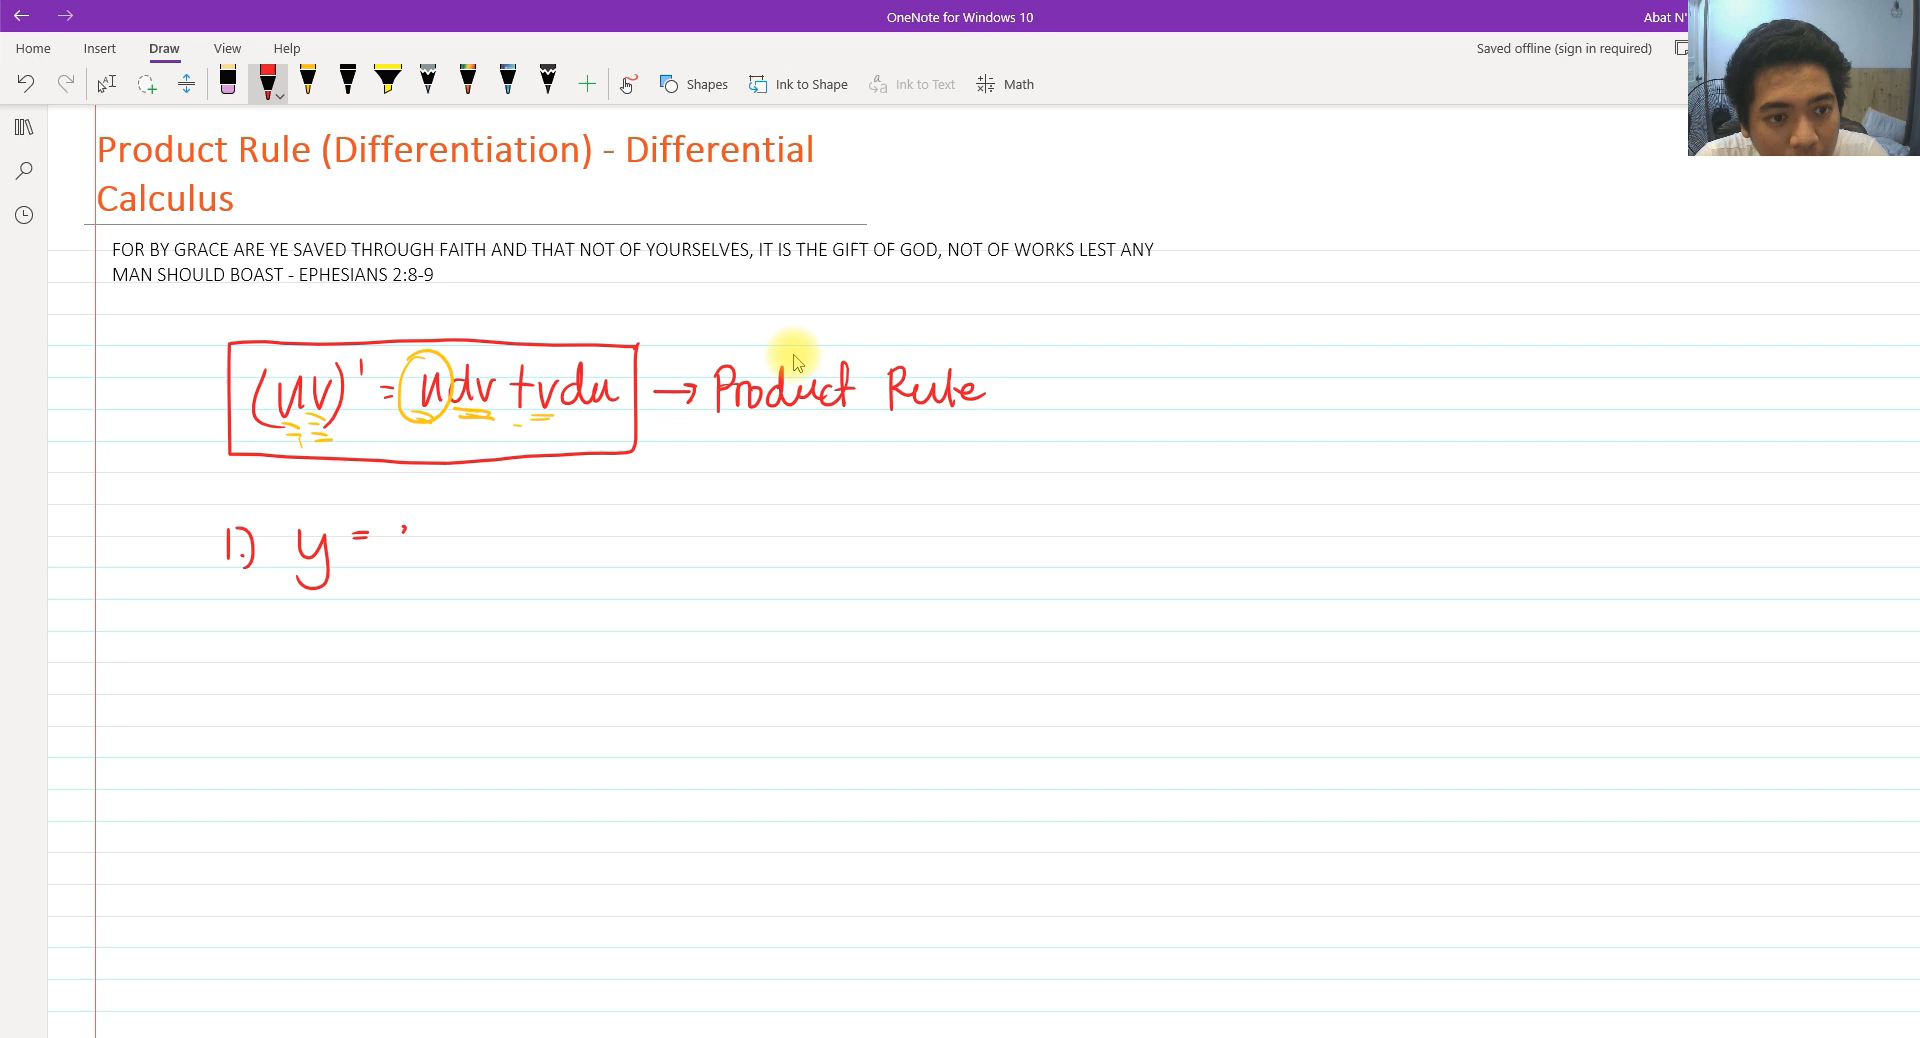 OneNote for Windows 10
Abat N'
Home Insert Draw View Help
Saved offline (sign in required)
Shapes Ink to Shape Ink to Text Math
Product Rule (Differentiation) - Differential
Calculus
FOR BY GRACE ARE YE SAVED THROUGH FAITH AND THAT NOT OF YOURSELVES, IT IS THE GIFT OF GOD, NOT OF WORKS LEST ANY
MAN SHOULD BOAST - EPHESIANS 2:8-9
(uv)' = udv + vdu → Product Rule
1.) y =